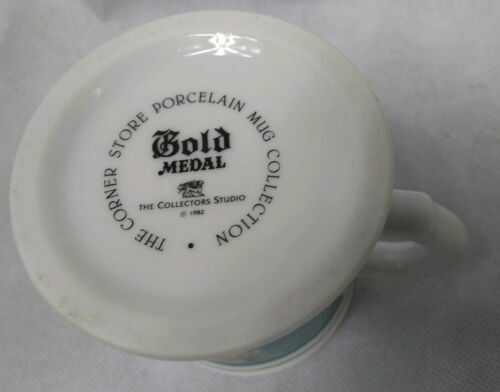 THE CORNER STORE PORCELAIN MUG COLLECTION •
Gold
MEDAL
THE COLLECTORS STUDIO
© 1982